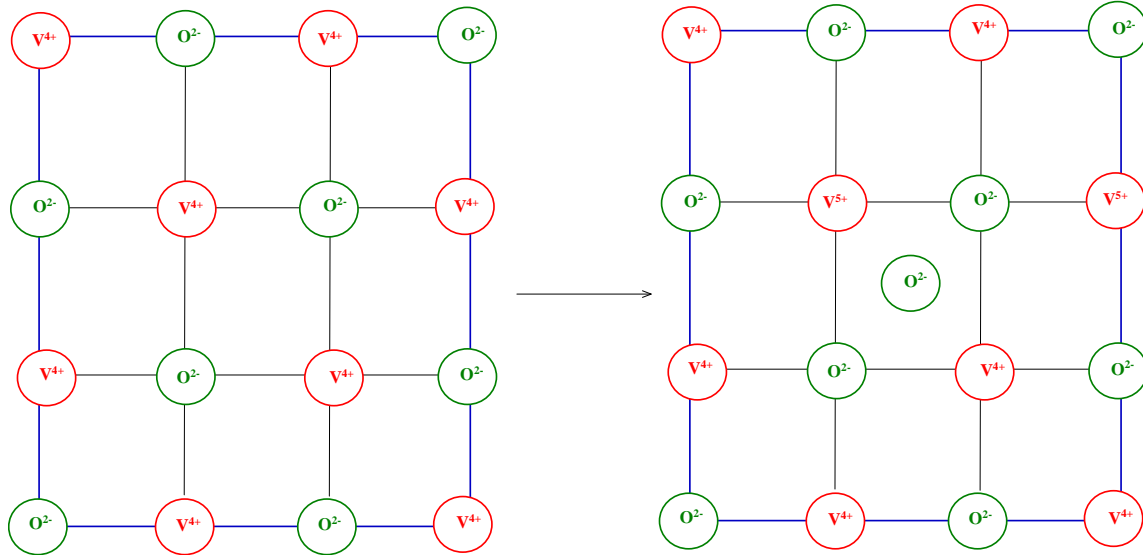 V⁴⁺ O²⁻ V⁴⁺ O²⁻ V⁴⁺ O²⁻ V⁴⁺ O²⁻
O²⁻ V⁴⁺ O²⁻ V⁴⁺ O²⁻ V⁵⁺ O²⁻ V⁵⁺
O²⁻
V⁴⁺ O²⁻ V⁴⁺ O²⁻ V⁴⁺ O²⁻ V⁴⁺ O²⁻
O²⁻ V⁴⁺ O²⁻ V⁴⁺ O²⁻ V⁴⁺ O²⁻ V⁴⁺